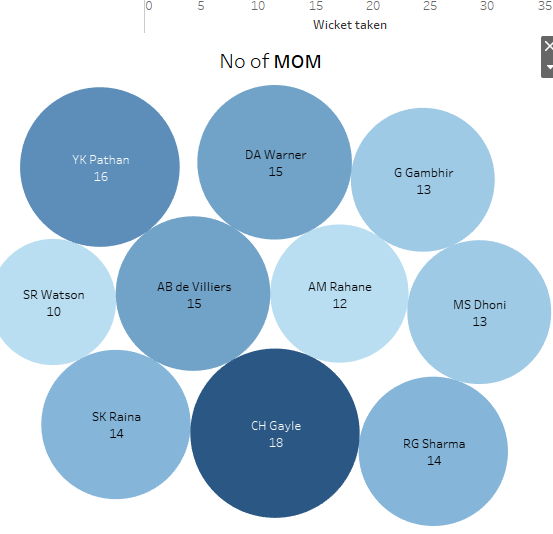 0 5 10 15 20 25 30 35
Wicket taken
No of MOM
YK Pathan
16
DA Warner
15
G Gambhir
13
SR Watson
10
AB de Villiers
15
AM Rahane
12
MS Dhoni
13
SK Raina
14
CH Gayle
18
RG Sharma
14